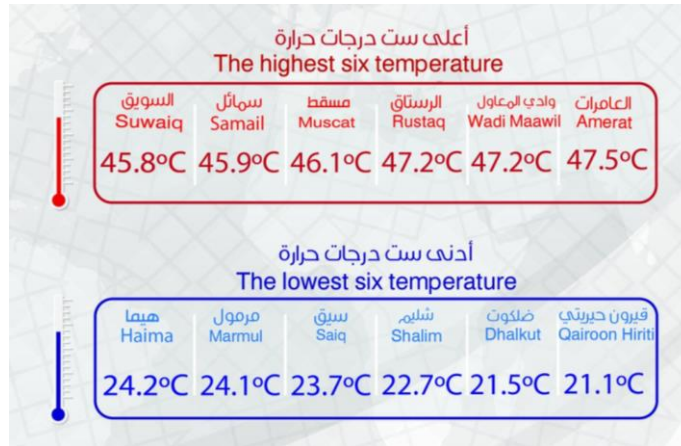 أعلى ست درجات حرارة
The highest six temperature
السويق سمائل مسقط الرستاق وادي المعاول العامرات
Suwaiq Samail Muscat Rustaq Wadi Maawil Amerat
45.8ºC 45.9ºC 46.1ºC 47.2ºC 47.2ºC 47.5ºC
أدنى ست درجات حرارة
The lowest six temperature
هيما مرمول سيق شليم ضلكوت قيرون حيريتي
Haima Marmul Saiq Shalim Dhalkut Qairoon Hiriti
24.2ºC 24.1ºC 23.7ºC 22.7ºC 21.5ºC 21.1ºC